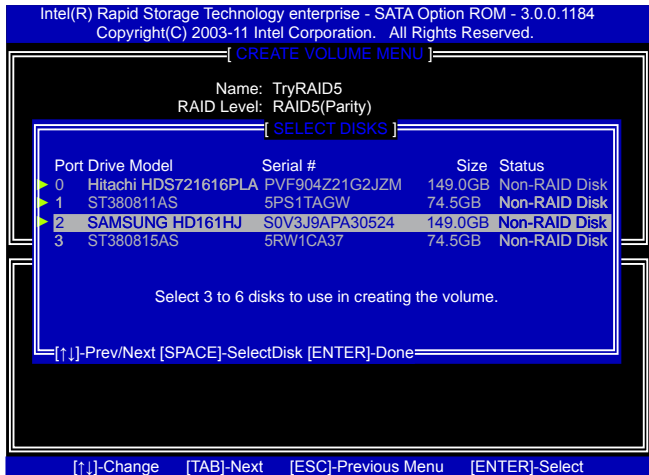 Intel(R) Rapid Storage Technology enterprise - SATA Option ROM - 3.0.0.1184
Copyright(C) 2003-11 Intel Corporation. All Rights Reserved.
[ CREATE VOLUME MENU ]
Name: TryRAID5
RAID Level: RAID5(Parity)
[ SELECT DISKS ]
Port Drive Model Serial # Size Status
0 Hitachi HDS721616PLA PVF904Z21G2JZM 149.0GB Non-RAID Disk
1 ST380811AS 5PS1TAGW 74.5GB Non-RAID Disk
2 SAMSUNG HD161HJ S0V3J9APA30524 149.0GB Non-RAID Disk
3 ST380815AS 5RW1CA37 74.5GB Non-RAID Disk
Select 3 to 6 disks to use in creating the volume.
[↑↓]-Prev/Next [SPACE]-SelectDisk [ENTER]-Done
[↑↓]-Change [TAB]-Next [ESC]-Previous Menu [ENTER]-Select